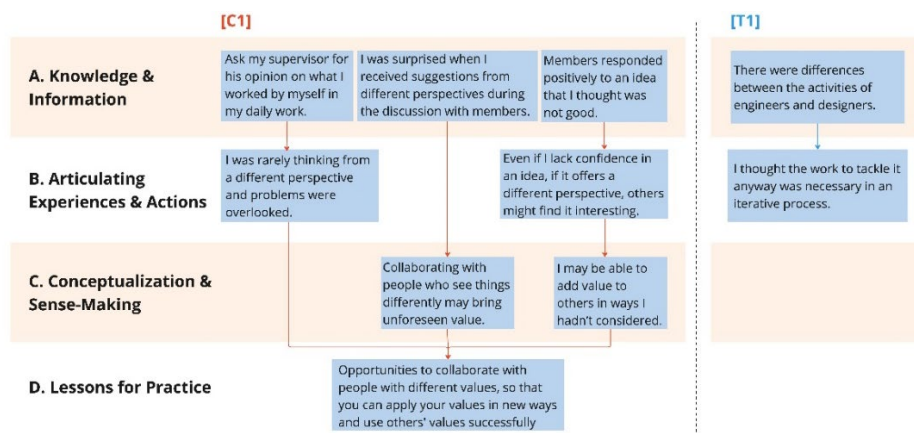 [C1]
[T1]
A. Knowledge &
Information
Ask my supervisor for
his opinion on what I
worked by myself in
my daily work.
I was surprised when I
received suggestions from
different perspectives during
the discussion with members.
Members responded
positively to an idea
that I thought was
not good.
There were differences
between the activities of
engineers and designers.
B. Articulating
Experiences & Actions
I was rarely thinking from
a different perspective
and problems were
overlooked.
Even if I lack confidence in
an idea, if it offers a
different perspective, others
might find it interesting.
I thought the work to tackle it
anyway was necessary in an
iterative process.
C. Conceptualization &
Sense-Making
Collaborating with
people who see things
differently may bring
unforeseen value.
I may be able to
add value to
others in ways I
hadn't considered.
D. Lessons for Practice
Opportunities to collaborate with
people with different values, so that
you can apply your values in new ways
and use others' values successfully